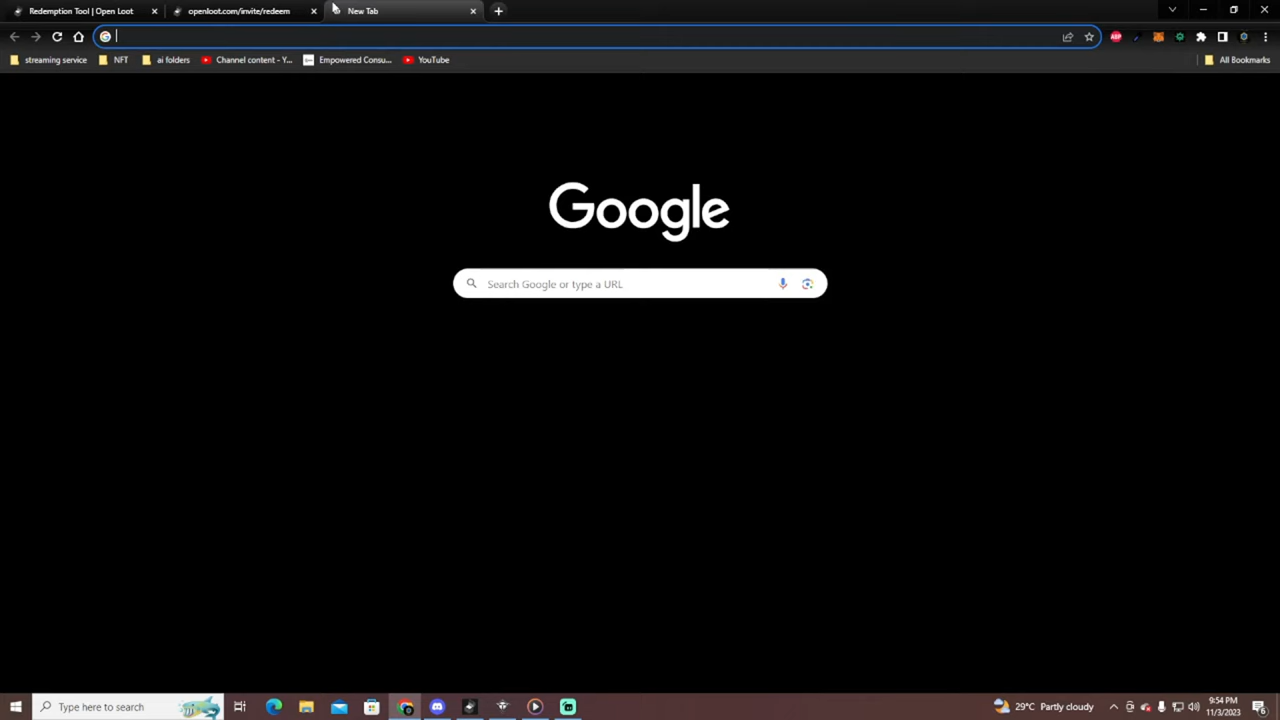 Redemption Tool | Open Loot
openloot.com/invite/redeem
New Tab
streaming service
NFT
ai folders
Channel content - Y...
Empowered Consu...
YouTube
All Bookmarks
Google
Search Google or type a URL
Type here to search
29°C Partly cloudy
9:54 PM
11/3/2023